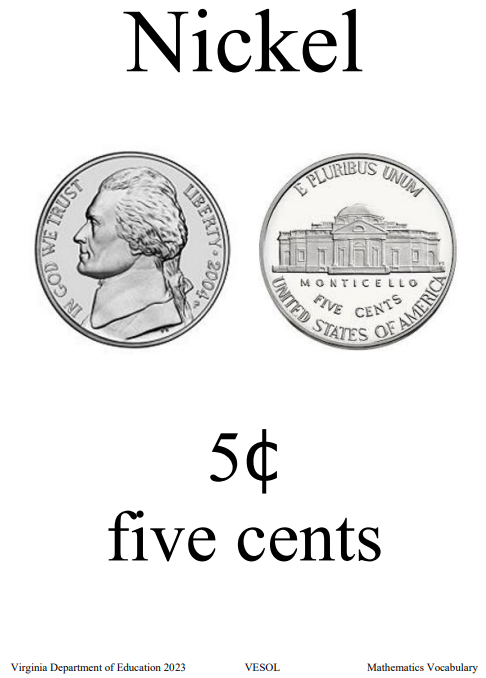 Nickel
IN GOD WE TRUST
LIBERTY • 2004
E PLURIBUS UNUM
MONTICELLO
FIVE CENTS
UNITED STATES OF AMERICA
5¢
five cents
Virginia Department of Education 2023 VESOL Mathematics Vocabulary